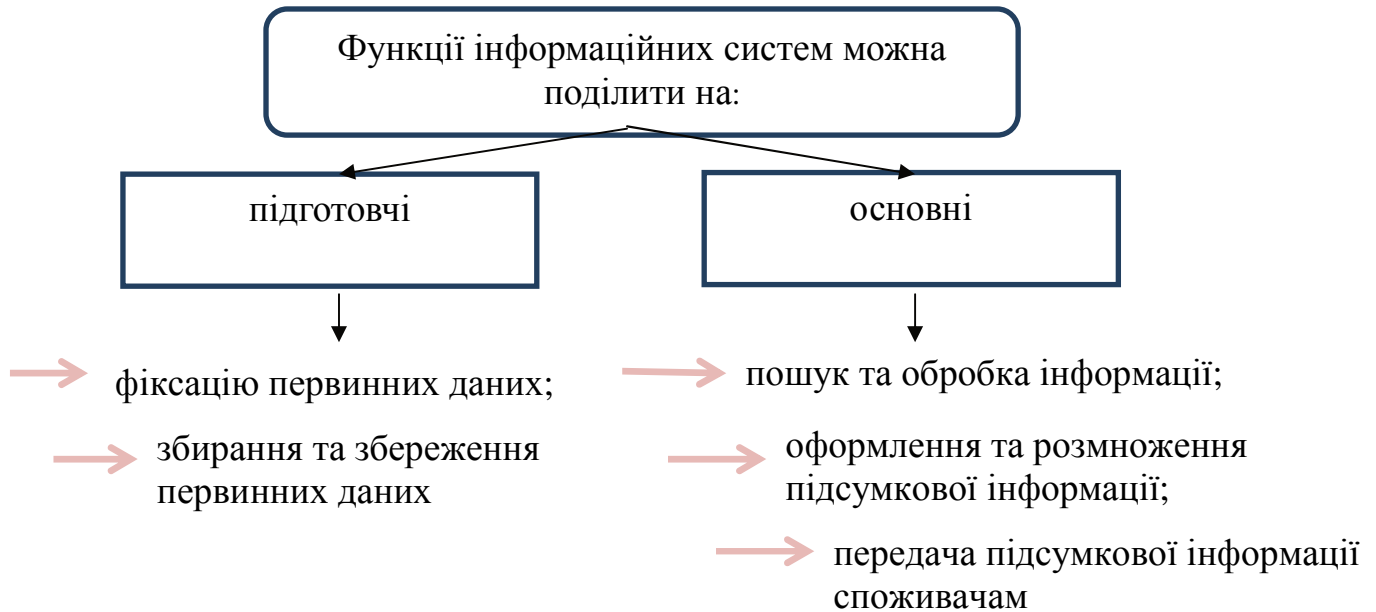 Функції інформаційних систем можна
поділити на:
підготовчі
фіксацію первинних даних;
збирання та збереження
первинних даних
основні
пошук та обробка інформації;
оформлення та розмноження
підсумкової інформації;
передача підсумкової інформації
споживачам